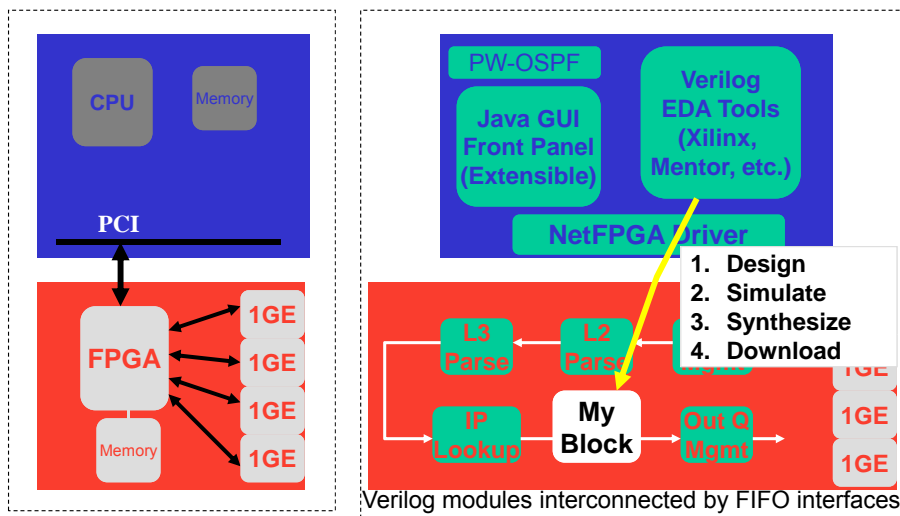 CPU
Memory
PCI
FPGA
Memory
1GE
1GE
1GE
1GE
PW-OSPF
Java GUI
Front Panel
(Extensible)
Verilog
EDA Tools
(Xilinx,
Mentor, etc.)
NetFPGA Driver
1. Design
2. Simulate
3. Synthesize
4. Download
L3
Parse
L2
Parse
IP
Lookup
My
Block
Out Q
Mgmt
1GE
1GE
1GE
Verilog modules interconnected by FIFO interfaces